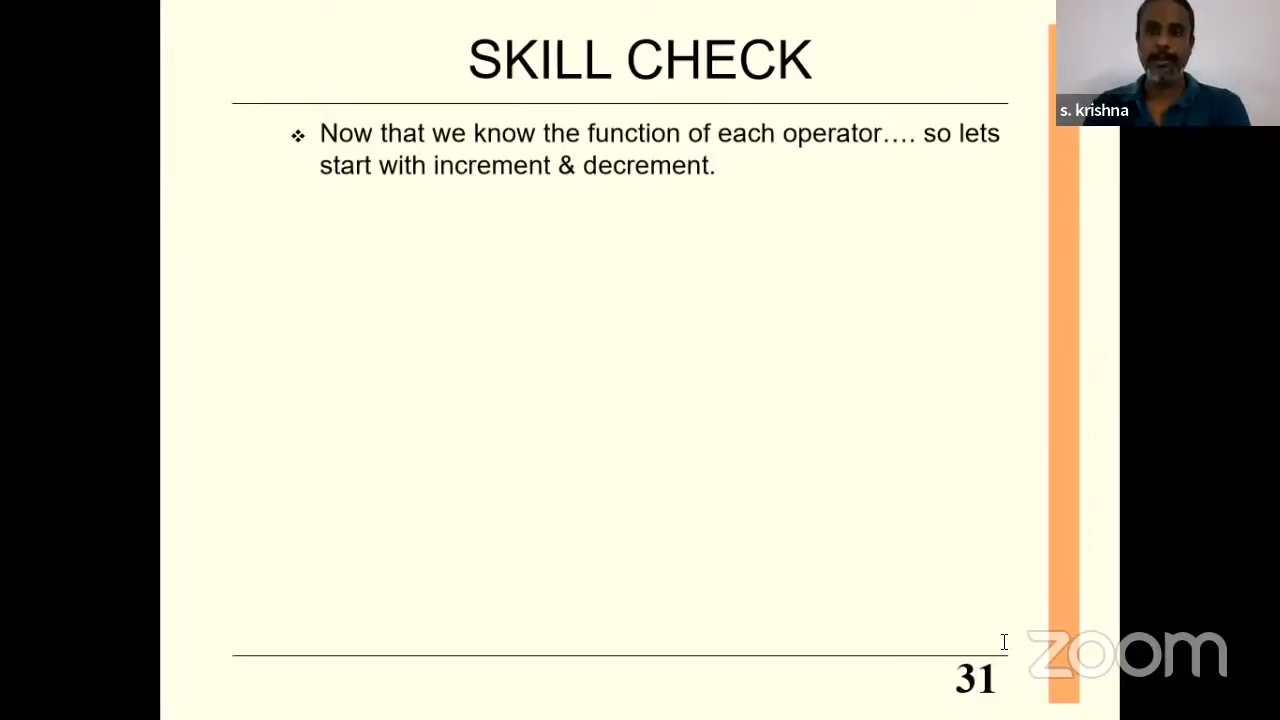 SKILL CHECK
s. krishna
Now that we know the function of each operator…. so lets
start with increment & decrement.
zoom
31